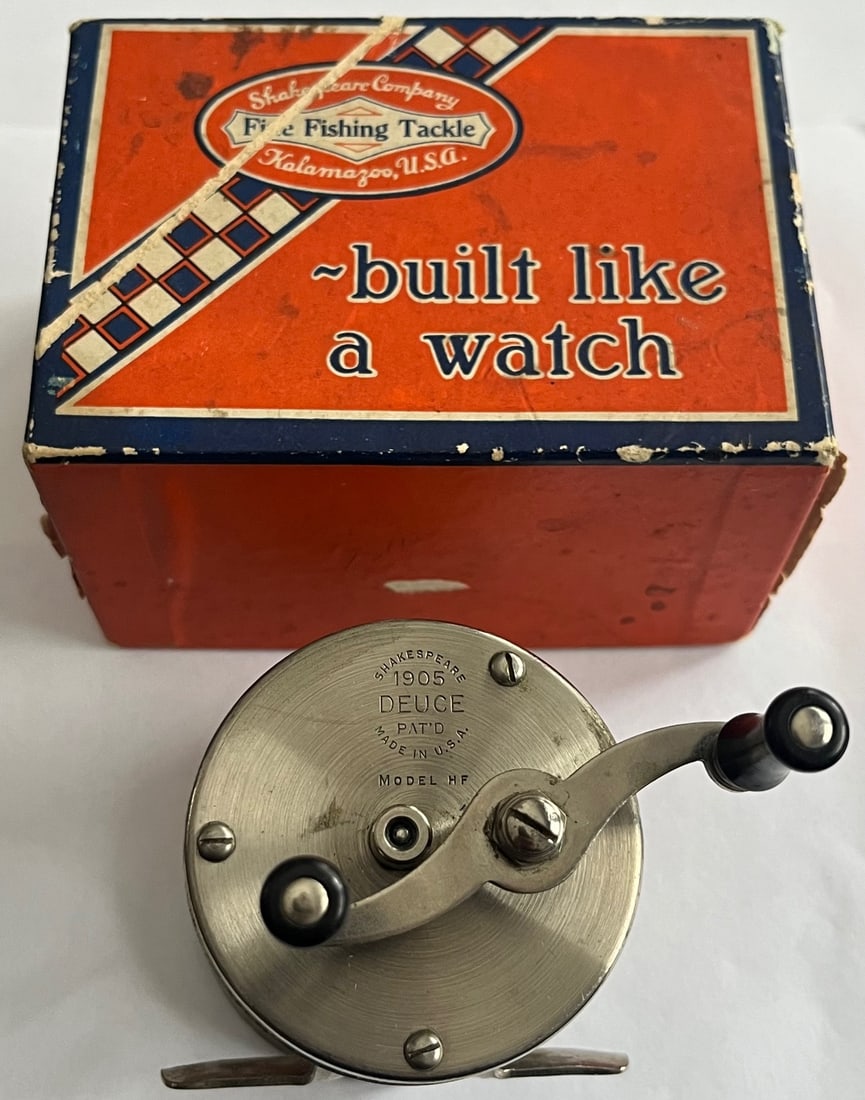 Shakespeare Company
Fine Fishing Tackle
Kalamazoo, U.S.A.
~built like
a watch
SHAKESPEARE
1905
DEUCE
PAT'D
MADE IN U.S.A.
MODEL HF